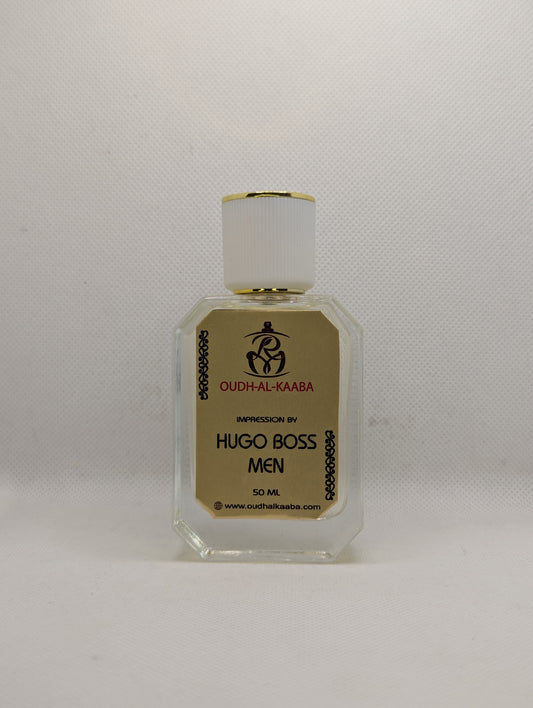 OUDH-AL-KAABA
IMPRESSION BY
HUGO BOSS
MEN
50 ML
www.oudhalkaaba.com